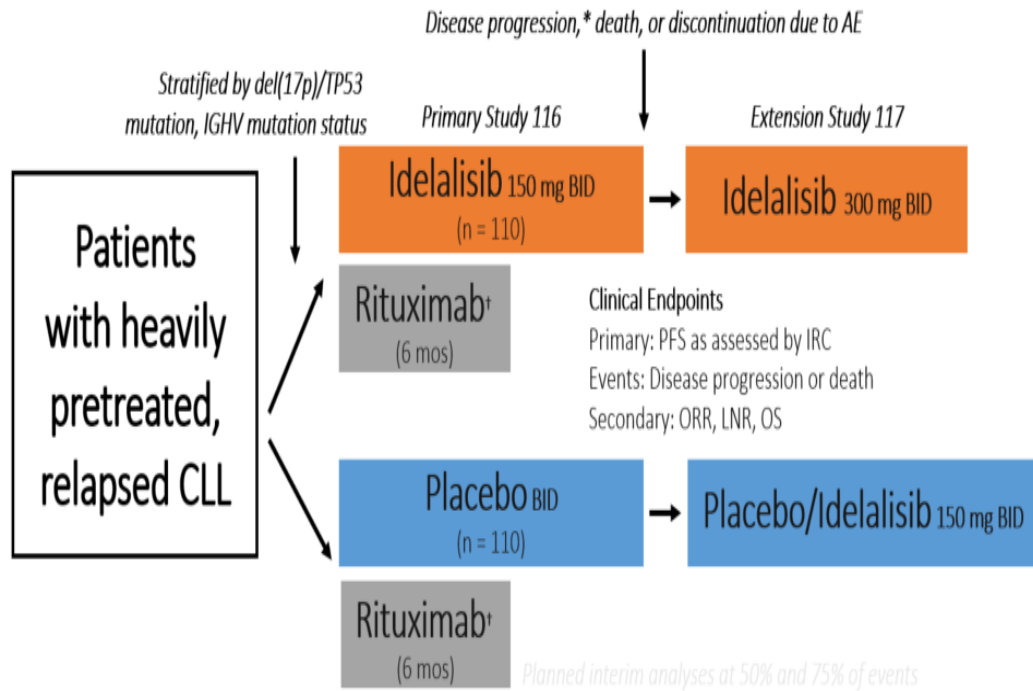 Disease progression,* death, or discontinuation due to AE
Stratified by del(17p)/TP53
mutation, IGHV mutation status
Primary Study 116
Extension Study 117
Patients
with heavily
pretreated,
relapsed CLL
Idelalisib 150 mg BID
(n = 110)
Idelalisib 300 mg BID
Rituximab†
(6 mos)
Clinical Endpoints
Primary: PFS as assessed by IRC
Events: Disease progression or death
Secondary: ORR, LNR, OS
Placebo BID
(n = 110)
Placebo/Idelalisib 150 mg BID
Rituximab†
(6 mos)
Planned interim analyses at 50% and 75% of events